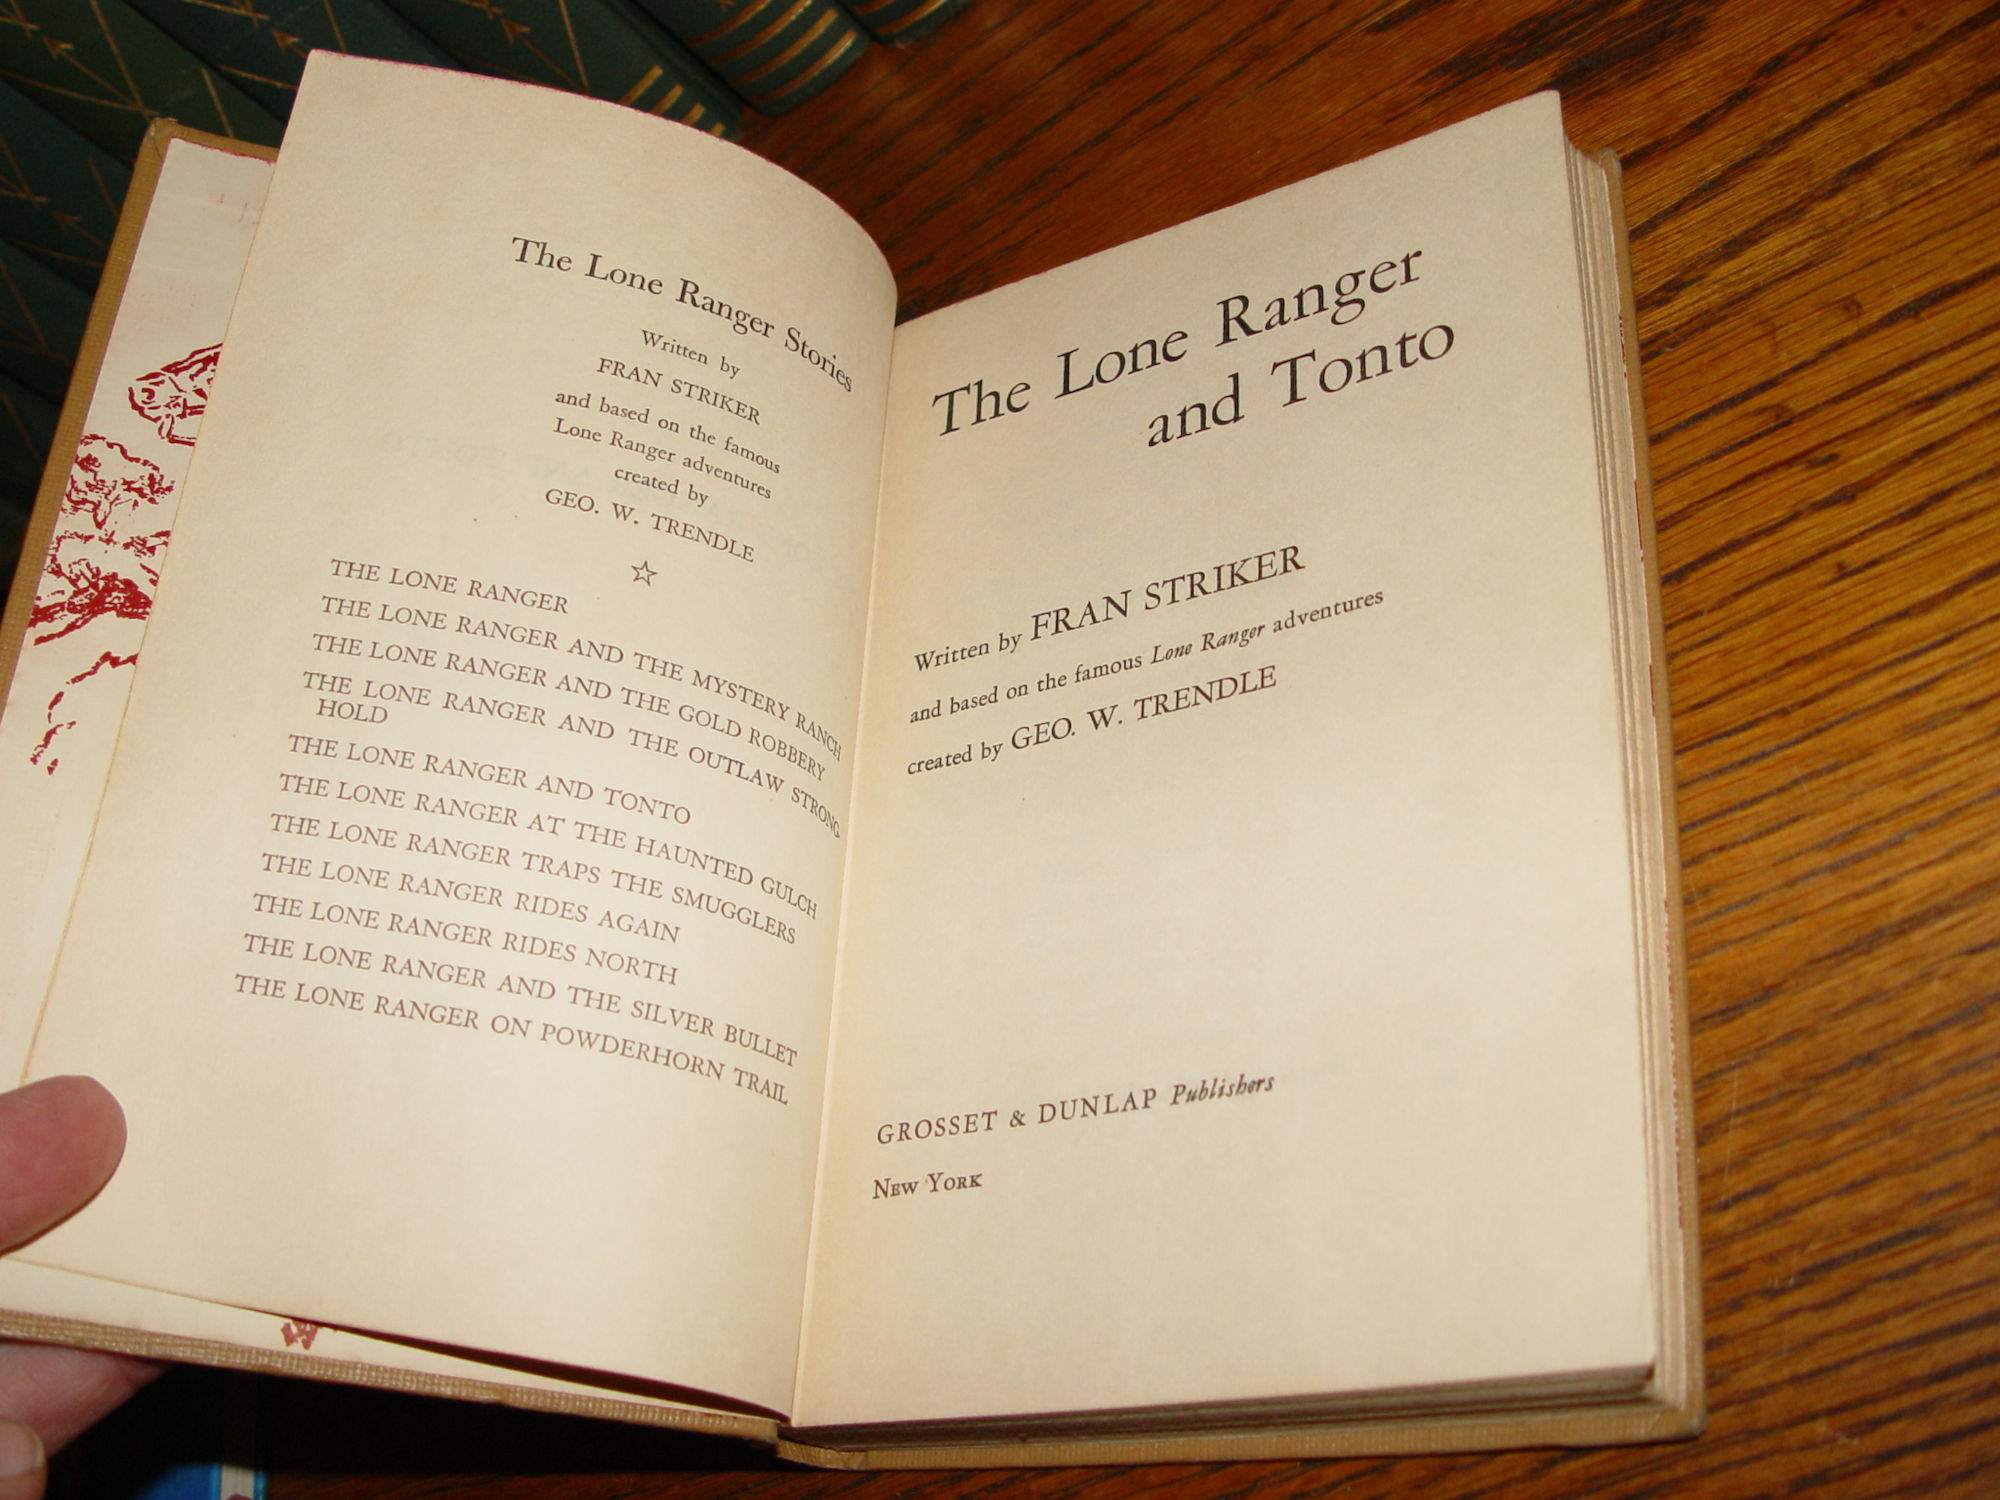 The Lone Ranger Stories
Written by
FRAN STRIKER
and based on the famous
Lone Ranger adventures
created by
GEO. W. TRENDLE
THE LONE RANGER
THE LONE RANGER AND THE MYSTERY RANCH
THE LONE RANGER AND THE GOLD ROBBERY
THE LONE RANGER AND THE OUTLAW STRONG-
HOLD
THE LONE RANGER AND TONTO
THE LONE RANGER AT THE HAUNTED GULCH
THE LONE RANGER TRAPS THE SMUGGLERS
THE LONE RANGER RIDES AGAIN
THE LONE RANGER RIDES NORTH
THE LONE RANGER AND THE SILVER BULLET
THE LONE RANGER ON POWDERHORN TRAIL
The Lone Ranger
and Tonto
Written by FRAN STRIKER
and based on the famous Lone Ranger adventures
created by GEO. W. TRENDLE
GROSSET & DUNLAP Publishers
NEW YORK